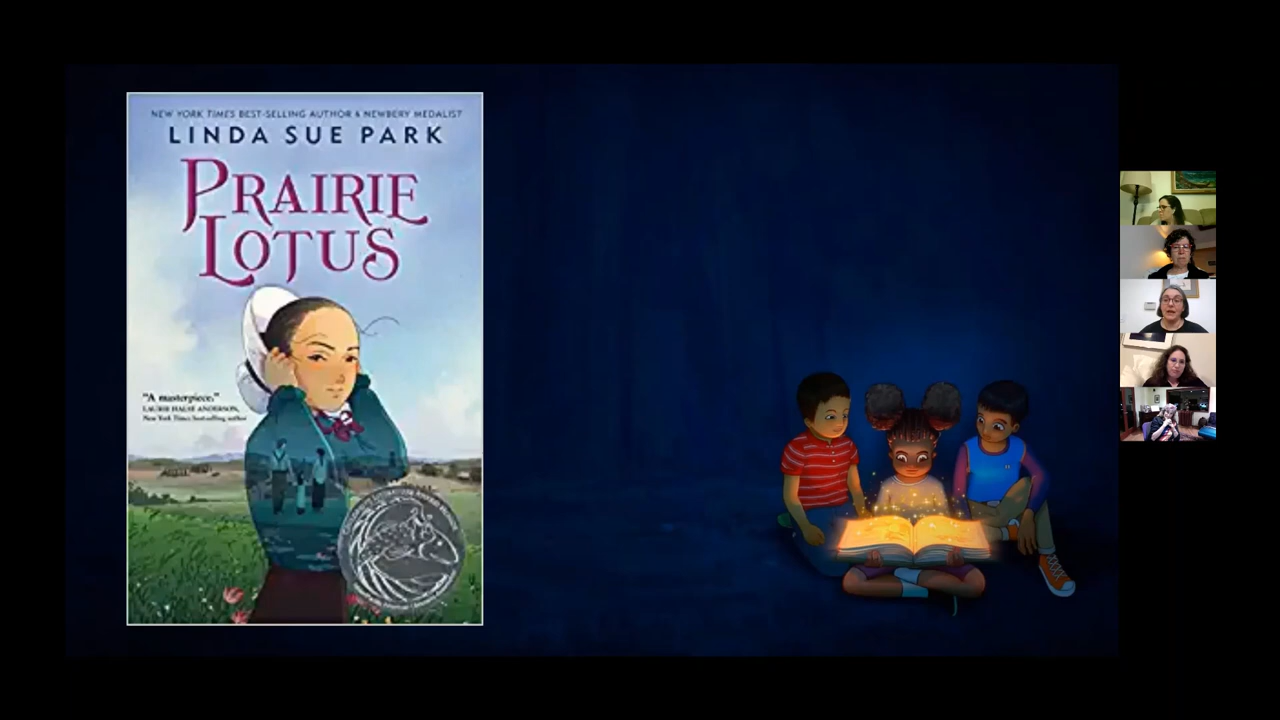 NEW YORK TIMES BEST-SELLING AUTHOR & NEWBERY MEDALIST
LINDA SUE PARK
PRAIRIE
LOTUS
"A masterpiece."
LAURIE HALSE ANDERSON,
New York Times best-selling author